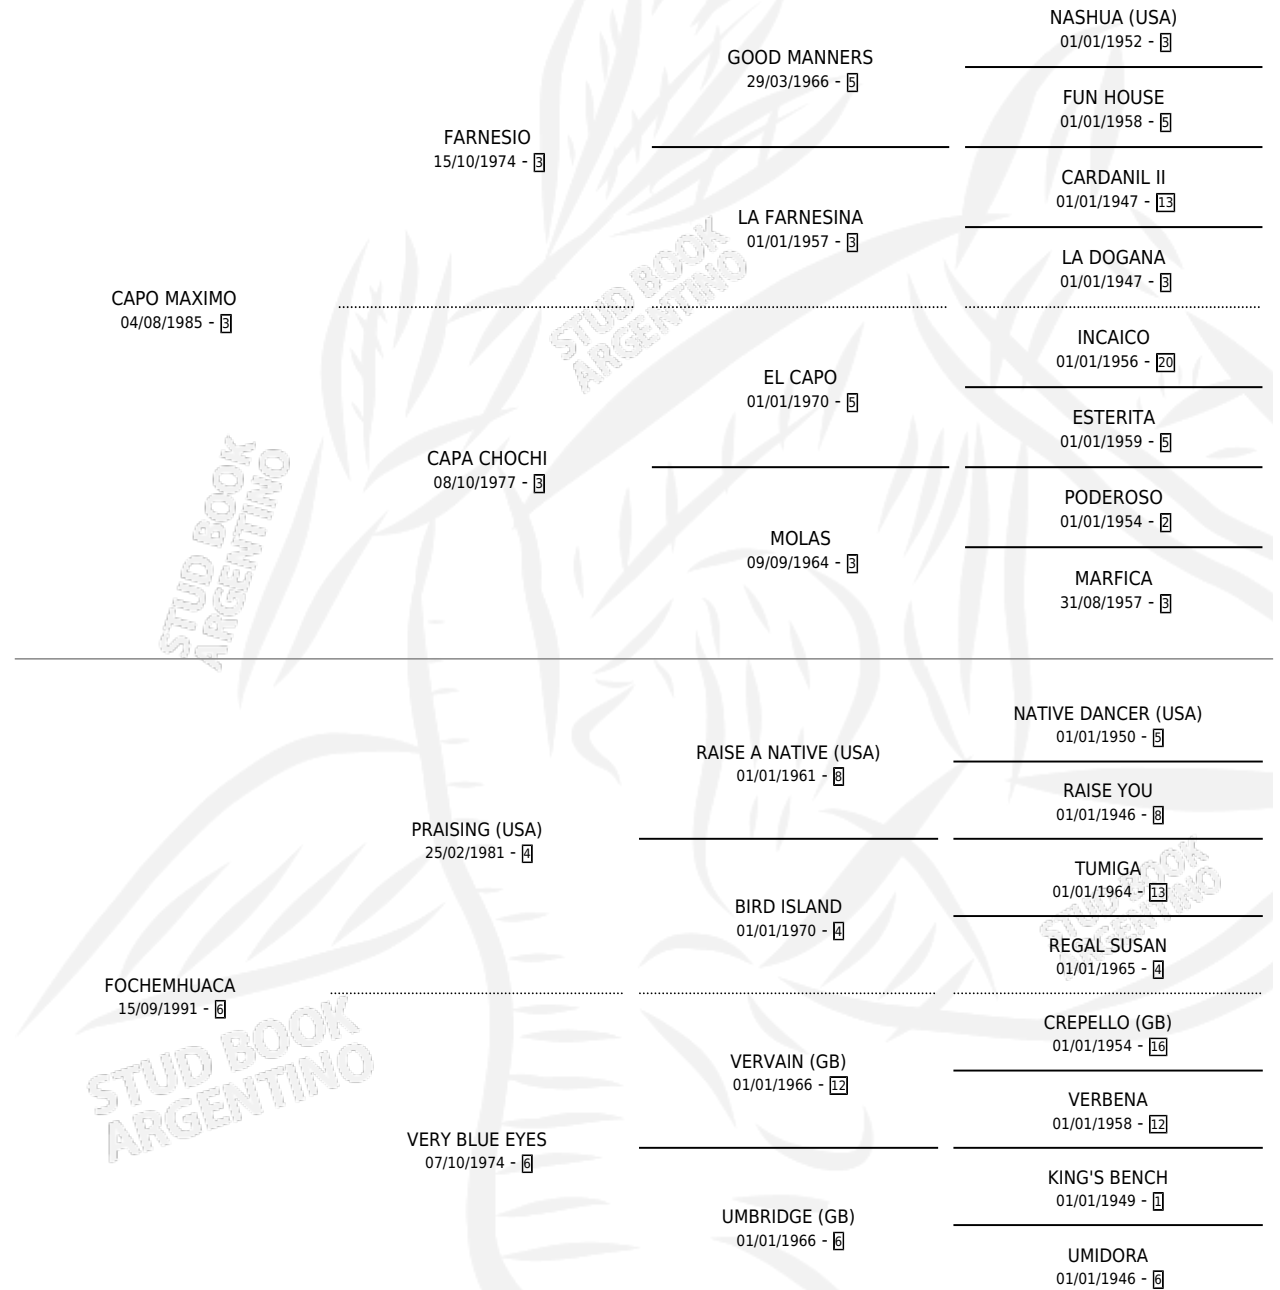 NASHUA (USA)
01/01/1952 - 3
GOOD MANNERS
29/03/1966 - 5
FUN HOUSE
01/01/1958 - 5
FARNESIO
15/10/1974 - 3
CARDANIL II
01/01/1947 - 13
LA FARNESINA
01/01/1957 - 3
LA DOGANA
01/01/1947 - 3
CAPO MAXIMO
04/08/1985 - 3
INCAICO
01/01/1956 - 20
EL CAPO
01/01/1970 - 5
ESTERITA
01/01/1959 - 5
CAPA CHOCHI
08/10/1977 - 3
PODEROSO
01/01/1954 - 2
MOLAS
09/09/1964 - 3
MARFICA
31/08/1957 - 3
STUD BOOK
ARGENTINO
STUD BOOK
ARGENTINO
NATIVE DANCER (USA)
01/01/1950 - 5
RAISE A NATIVE (USA)
01/01/1961 - 8
RAISE YOU
01/01/1946 - 8
PRAISING (USA)
25/02/1981 - 4
TUMIGA
01/01/1964 - 13
BIRD ISLAND
01/01/1970 - 4
REGAL SUSAN
01/01/1965 - 4
FOCHEMHUACA
15/09/1991 - 6
CREPELLO (GB)
01/01/1954 - 16
VERVAIN (GB)
01/01/1966 - 12
VERBENA
01/01/1958 - 12
VERY BLUE EYES
07/10/1974 - 6
KING'S BENCH
01/01/1949 - 1
UMBRIDGE (GB)
01/01/1966 - 6
UMIDORA
01/01/1946 - 6
STUD BOOK
ARGENTINO
STUD BOOK
ARGENTINO